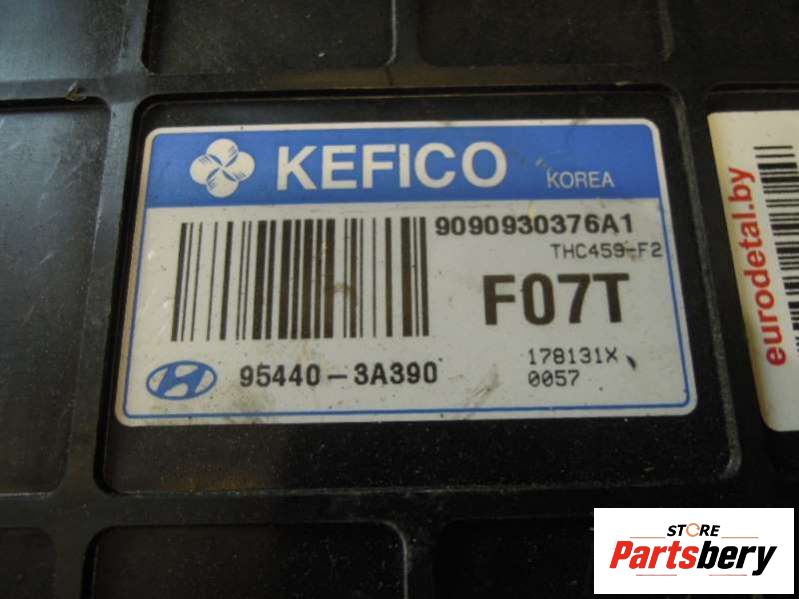 KEFICO KOREA
9090930376A1
THC459-F2
F07T
95440-3A390
178131X
0057
eurodetal.by
STORE
Partsbery